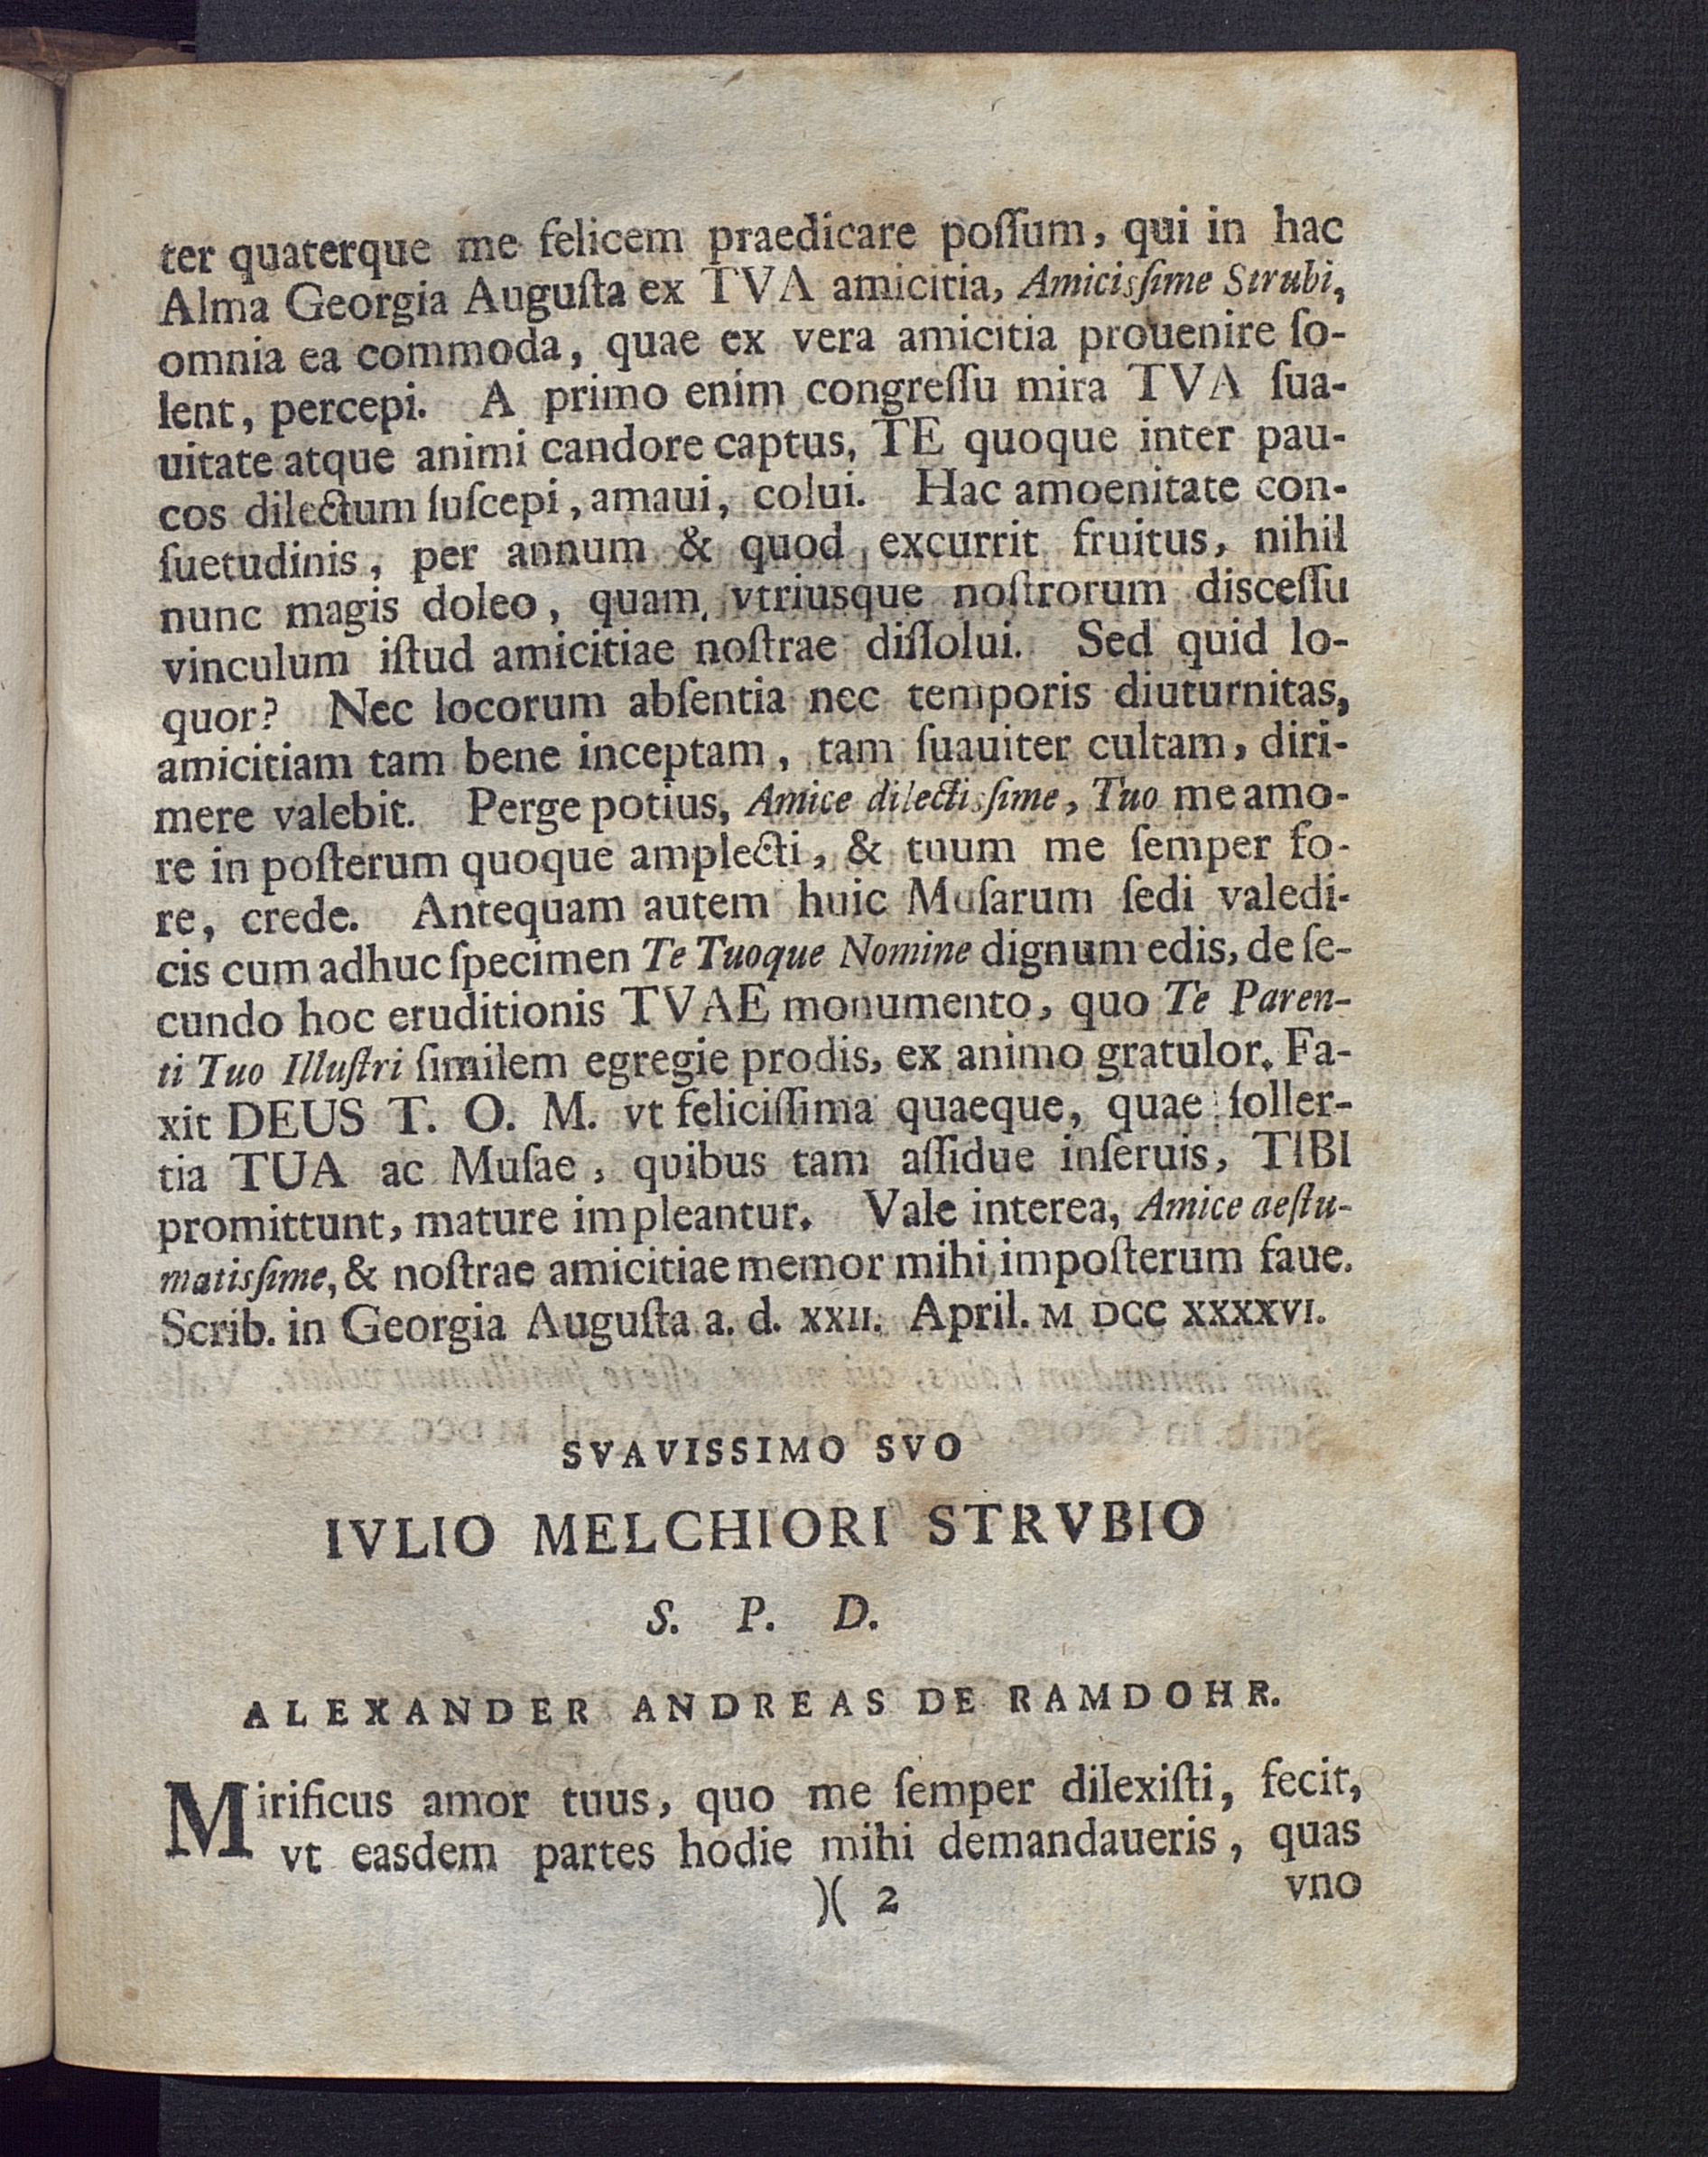 ter quaterque me felicem praedicare poſſum, qui in hac
Alma Georgia Auguſta ex TVA amicitia, Amicisſime Strubi,
omnia ea commoda, quae ex vera amicitia prouenire ſo-
lent, percepi. A primo enim congreſſu mira TVA ſua-
uitate atque animi candore captus, TE quoque inter pau-
cos dilectum ſuſcepi, amaui, colui. Hac amoenitate con-
ſuetudinis, per annum & quod excurrit fruitus, nihil
nunc magis doleo, quam vtriusque noſtrorum disceſſu
vinculum iſtud amicitiae noſtrae diſſolui. Sed quid lo-
quor? Nec locorum abſentia nec temporis diuturnitas,
amicitiam tam bene inceptam, tam ſuauiter cultam, diri-
mere valebit. Perge potius, Amice dilectisſime, Tuo me amo-
re in poſterum quoque amplecti, & tuum me ſemper fo-
re, crede. Antequam autem huic Muſarum ſedi valedi-
cis cum adhuc ſpecimen Te Tuoque Nomine dignum edis, de ſe-
cundo hoc eruditionis TVAE monumento, quo Te Paren-
ti Tuo Illuſtri ſimilem egregie prodis, ex animo gratulor. Fa-
xit DEUS T. O. M. vt feliciſſima quaeque, quae ſoller-
tia TUA ac Muſae, quibus tam aſſidue inſeruis, TIBI
promittunt, mature impleantur. Vale interea, Amice aeſtu-
matisſime, & noſtrae amicitiae memor mihi impoſterum faue.
Scrib. in Georgia Auguſta a. d. XXII. April. M DCC XXXXVI.
SVAVISSIMO SVO
IVLIO MELCHIORI STRVBIO
S. P. D.
ALEXANDER ANDREAS DE RAMDOHR.
Mirificus amor tuus, quo me ſemper dilexiſti, fecit,
vt easdem partes hodie mihi demandaueris, quas
)( 2 vno